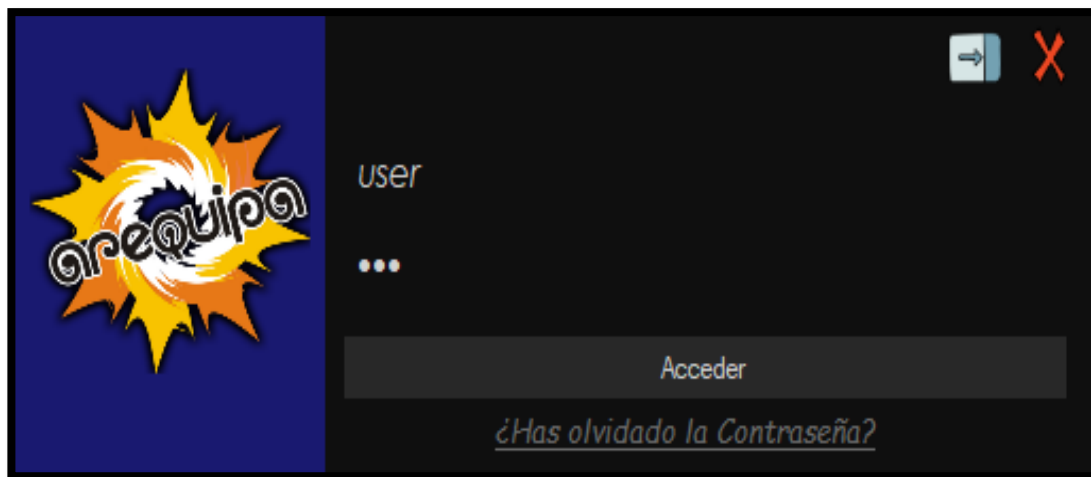 arequipa
user
•••
Acceder
¿Has olvidado la Contraseña?